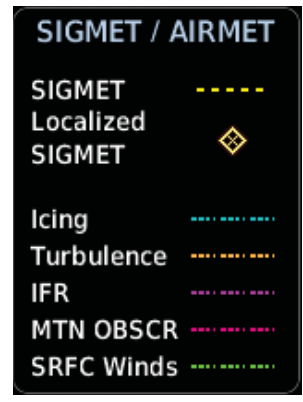 SIGMET / AIRMET
SIGMET
Localized
SIGMET
Icing
Turbulence
IFR
MTN OBSCR
SRFC Winds